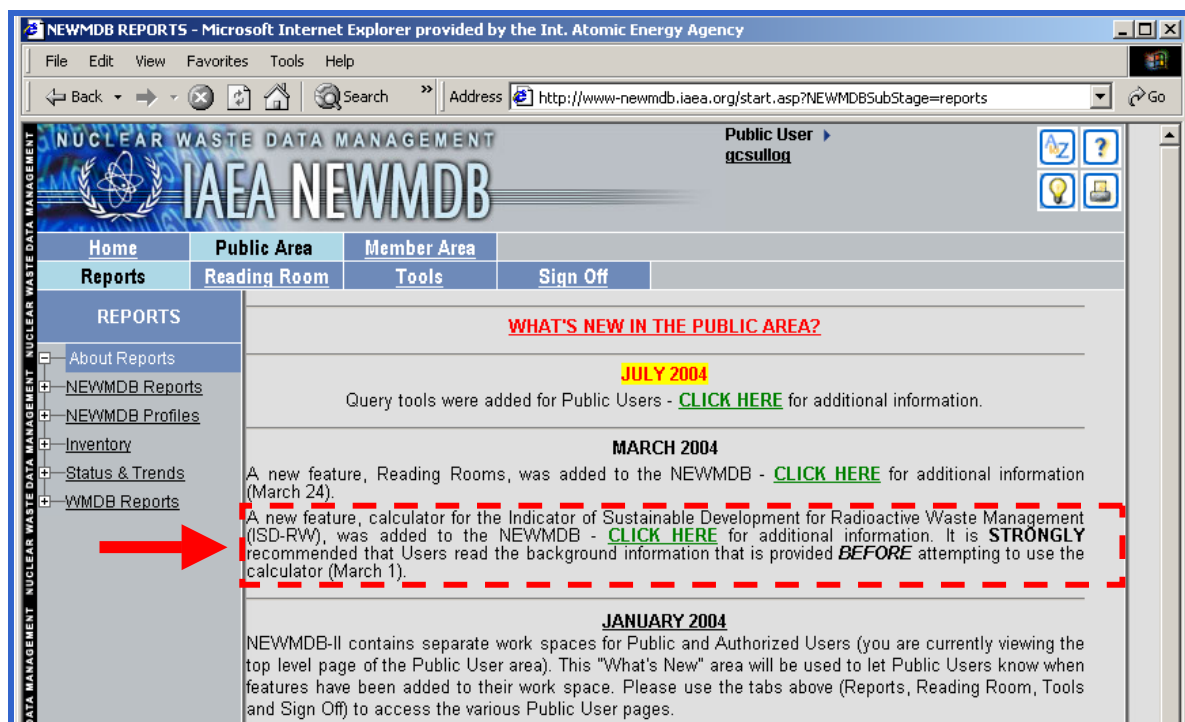 NEWMDB REPORTS - Microsoft Internet Explorer provided by the Int. Atomic Energy Agency
File Edit View Favorites Tools Help
Back Search » Address http://www-newmdb.iaea.org/start.asp?NEWMDBSubStage=reports Go
NUCLEAR WASTE DATA MANAGEMENT
IAEA NEWMDB
Public User
gcsullog
Home Public Area Member Area
Reports Reading Room Tools Sign Off
REPORTS
About Reports
NEWMDB Reports
NEWMDB Profiles
Inventory
Status & Trends
WMDB Reports
WHAT'S NEW IN THE PUBLIC AREA?
JULY 2004
Query tools were added for Public Users - CLICK HERE for additional information.
MARCH 2004
A new feature, Reading Rooms, was added to the NEWMDB - CLICK HERE for additional information
(March 24).
A new feature, calculator for the Indicator of Sustainable Development for Radioactive Waste Management
(ISD-RW), was added to the NEWMDB - CLICK HERE for additional information. It is STRONGLY
recommended that Users read the background information that is provided BEFORE attempting to use the
calculator (March 1).
JANUARY 2004
NEWMDB-II contains separate work spaces for Public and Authorized Users (you are currently viewing the
top level page of the Public User area). This "What's New" area will be used to let Public Users know when
features have been added to their work space. Please use the tabs above (Reports, Reading Room, Tools
and Sign Off) to access the various Public User pages.
NUCLEAR WASTE DATA MANAGEMENT NUCLEAR WASTE DATA MANAGEMENT